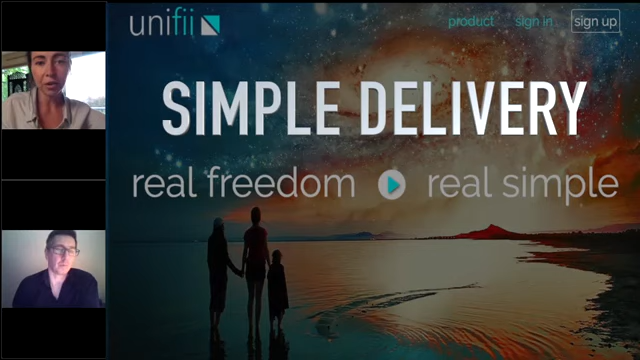 unifii
product sign in sign up
SIMPLE DELIVERY
real freedom real simple